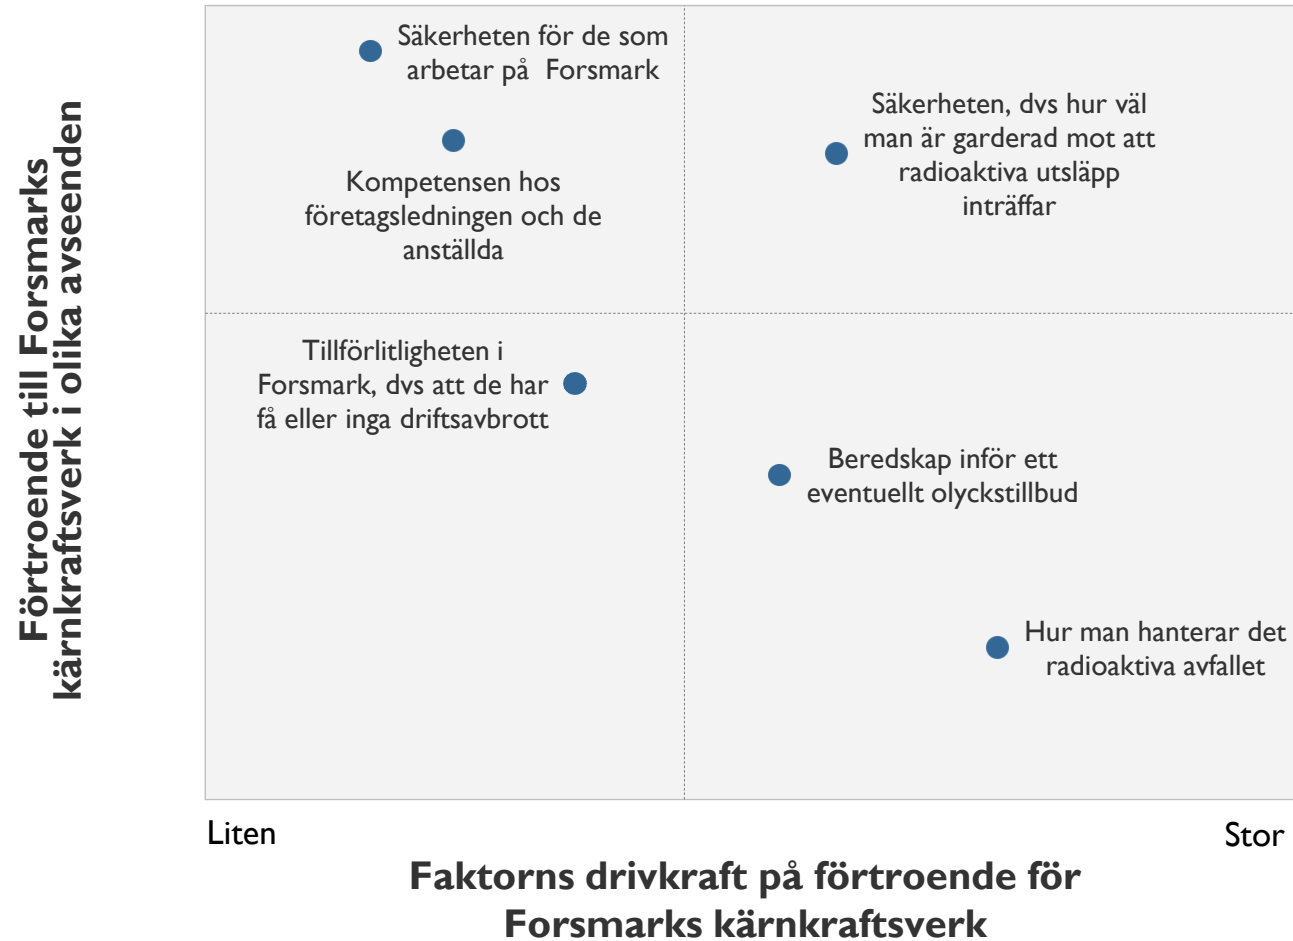 Förtroende till Forsmarks
kärnkraftsverk i olika avseenden
Säkerheten för de som
arbetar på  Forsmark
Kompetensen hos
företagsledningen och de
anställda
Säkerheten, dvs hur väl
man är garderad mot att
radioaktiva utsläpp
inträffar
Tillförlitligheten i
Forsmark, dvs att de har
få eller inga driftsavbrott
Beredskap inför ett
eventuellt olyckstillbud
Hur man hanterar det
radioaktiva avfallet
Liten
Stor
Faktorns drivkraft på förtroende för
Forsmarks kärnkraftsverk